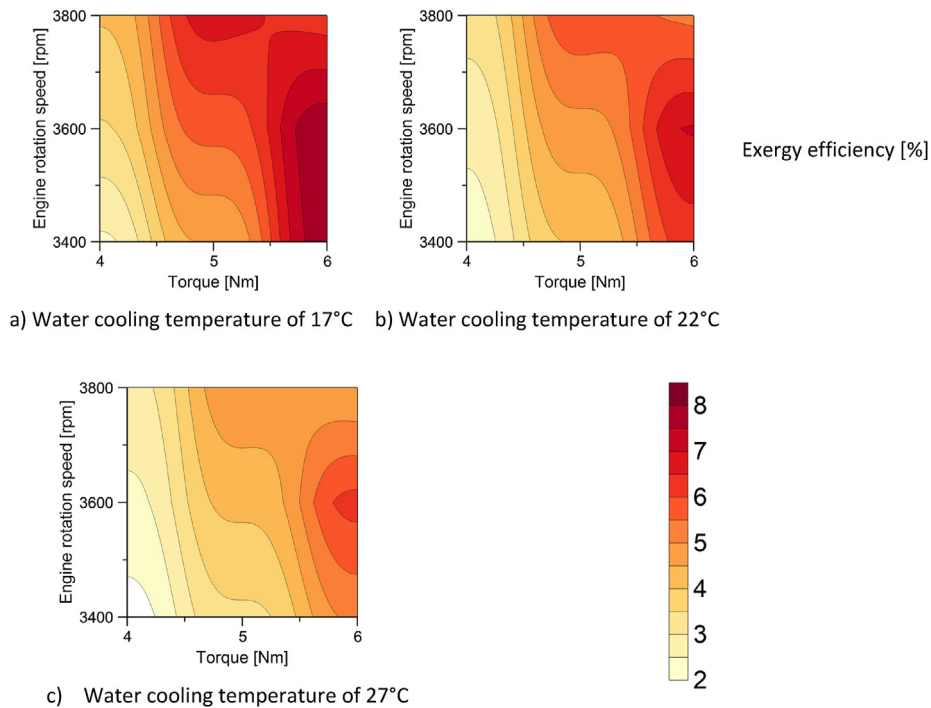 3800
3600
3400
Engine rotation speed [rpm]
4
5
6
Torque [Nm]
3800
3600
3400
Engine rotation speed [rpm]
4
5
6
Torque [Nm]
Exergy efficiency [%]
a) Water cooling temperature of 17°C
b) Water cooling temperature of 22°C
3800
3600
3400
Engine rotation speed [rpm]
4
5
6
Torque [Nm]
8
7
6
5
4
3
2
c) Water cooling temperature of 27°C